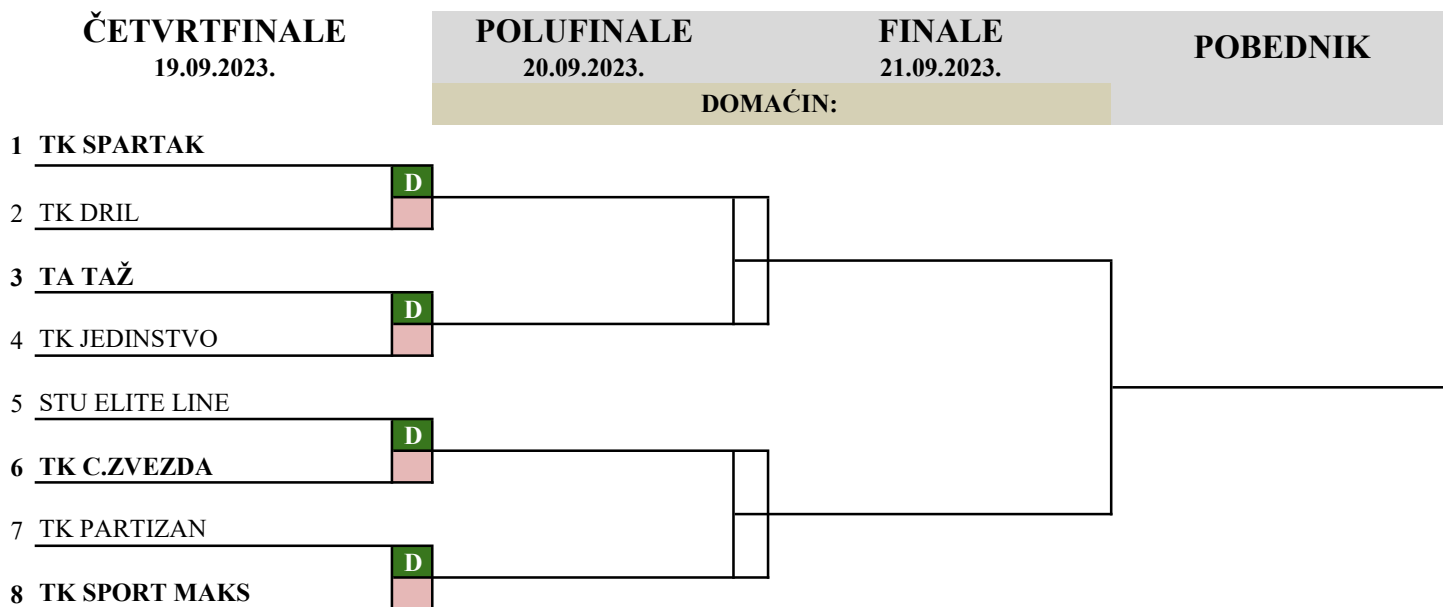 ČETVRTFINALE POLUFINALE FINALE POBEDNIK
19.09.2023. 20.09.2023. 21.09.2023.
DOMAĆIN:
1 TK SPARTAK
D
2 TK DRIL
3 TA TAŽ
D
4 TK JEDINSTVO
5 STU ELITE LINE
D
6 TK C.ZVEZDA
7 TK PARTIZAN
D
8 TK SPORT MAKS